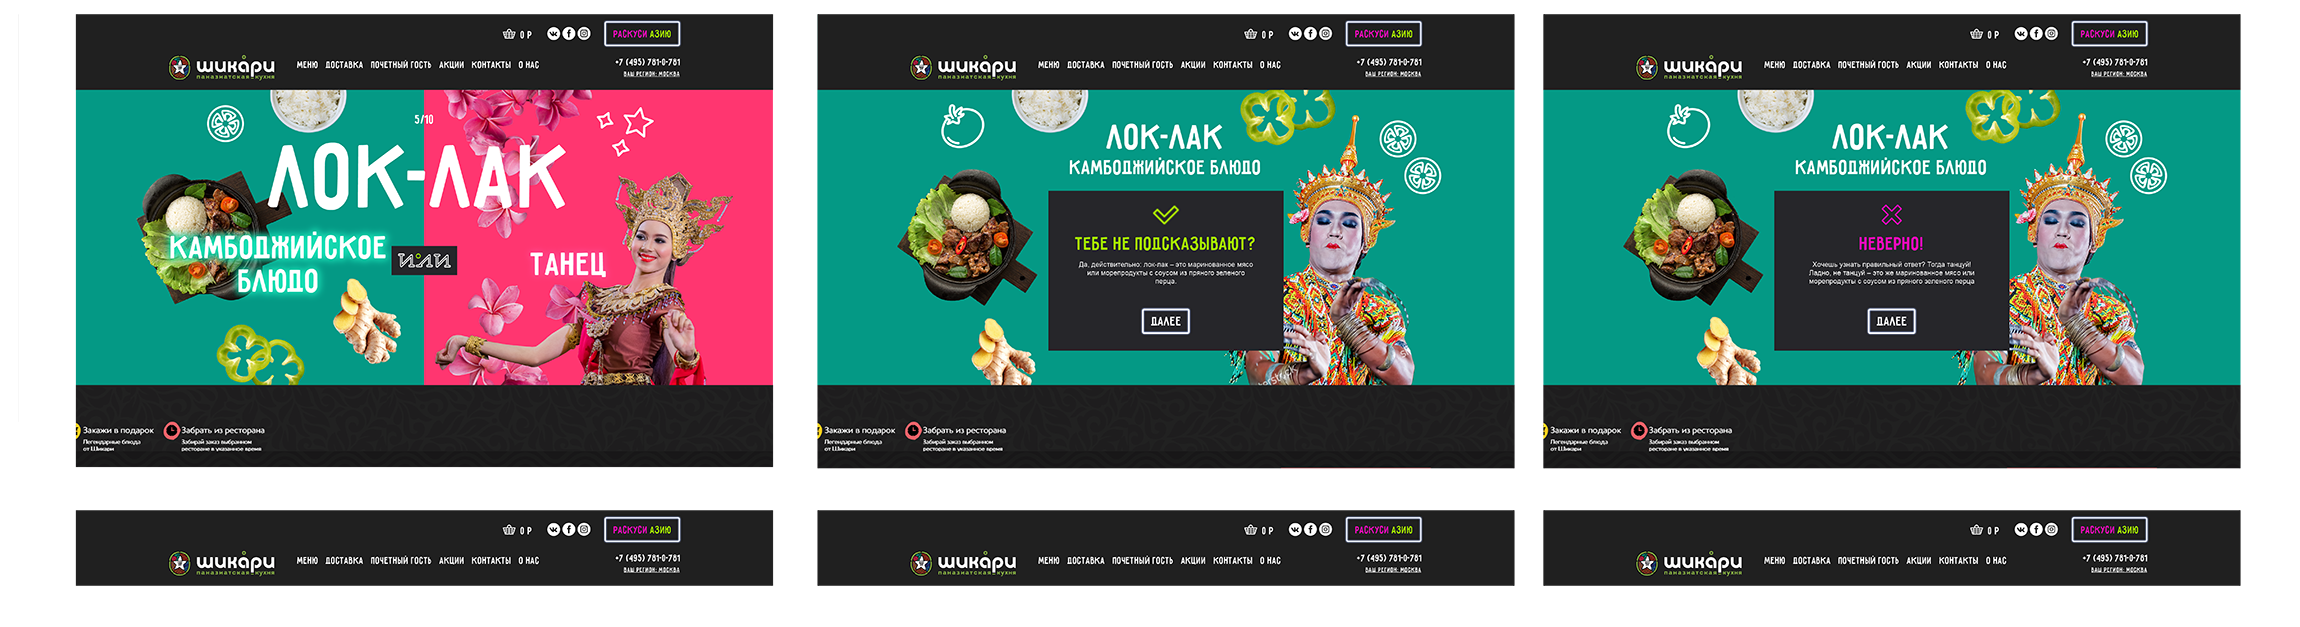 0 Р
РАСКУСИ АЗИЮ
шикари
паназиатская кухня
МЕНЮ ДОСТАВКА ПОЧЕТНЫЙ ГОСТЬ АКЦИИ КОНТАКТЫ О НАС
+7 (495) 781-0-781
ВАШ РЕГИОН: МОСКВА
5/10
ЛОК-ЛАК
КАМБОДЖИЙСКОЕ
БЛЮДО
ИЛИ
ТАНЕЦ
Закажи в подарок
Легендарные блюда
от Шикари
Забрать из ресторана
Забирай заказ выбранном
ресторане в указанное время
0 Р
РАСКУСИ АЗИЮ
шикари
паназиатская кухня
МЕНЮ ДОСТАВКА ПОЧЕТНЫЙ ГОСТЬ АКЦИИ КОНТАКТЫ О НАС
+7 (495) 781-0-781
ВАШ РЕГИОН: МОСКВА
ЛОК-ЛАК
КАМБОДЖИЙСКОЕ БЛЮДО
ТЕБЕ НЕ ПОДСКАЗЫВАЮТ?
Да, действительно: лок-лак – это маринованное мясо
или морепродукты с соусом из пряного зеленого
перца.
ДАЛЕЕ
Закажи в подарок
Легендарные блюда
от Шикари
Забрать из ресторана
Забирай заказ выбранном
ресторане в указанное время
0 Р
РАСКУСИ АЗИЮ
шикари
паназиатская кухня
МЕНЮ ДОСТАВКА ПОЧЕТНЫЙ ГОСТЬ АКЦИИ КОНТАКТЫ О НАС
+7 (495) 781-0-781
ВАШ РЕГИОН: МОСКВА
ЛОК-ЛАК
КАМБОДЖИЙСКОЕ БЛЮДО
НЕВЕРНО!
Хочешь узнать правильный ответ? Тогда танцуй!
Ладно, не танцуй – это же маринованное мясо или
морепродукты с соусом из пряного зеленого перца
ДАЛЕЕ
Закажи в подарок
Легендарные блюда
от Шикари
Забрать из ресторана
Забирай заказ выбранном
ресторане в указанное время
0 Р
РАСКУСИ АЗИЮ
шикари
паназиатская кухня
МЕНЮ ДОСТАВКА ПОЧЕТНЫЙ ГОСТЬ АКЦИИ КОНТАКТЫ О НАС
+7 (495) 781-0-781
ВАШ РЕГИОН: МОСКВА
0 Р
РАСКУСИ АЗИЮ
шикари
паназиатская кухня
МЕНЮ ДОСТАВКА ПОЧЕТНЫЙ ГОСТЬ АКЦИИ КОНТАКТЫ О НАС
+7 (495) 781-0-781
ВАШ РЕГИОН: МОСКВА
0 Р
РАСКУСИ АЗИЮ
шикари
паназиатская кухня
МЕНЮ ДОСТАВКА ПОЧЕТНЫЙ ГОСТЬ АКЦИИ КОНТАКТЫ О НАС
+7 (495) 781-0-781
ВАШ РЕГИОН: МОСКВА